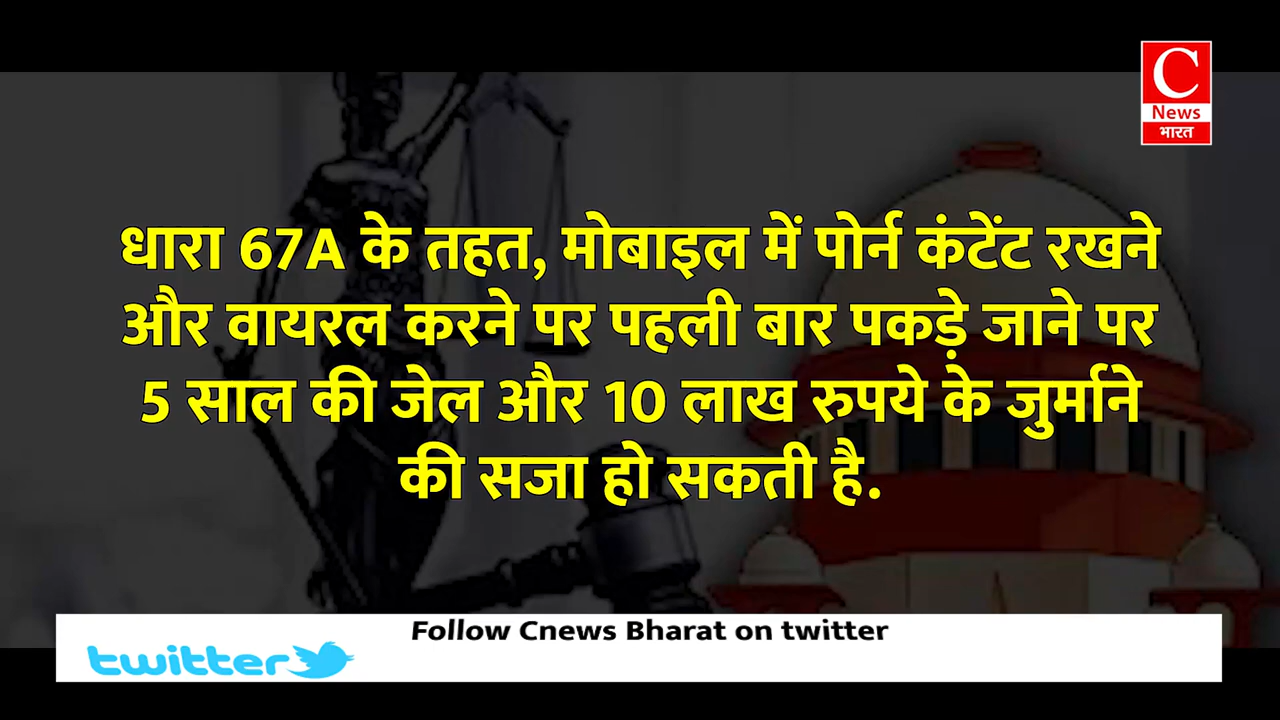 C
News
भारत
धारा 67A के तहत, मोबाइल में पोर्न कंटेंट रखने
और वायरल करने पर पहली बार पकड़े जाने पर
5 साल की जेल और 10 लाख रुपये के जुर्माने
की सजा हो सकती है.
Follow Cnews Bharat on twitter
twitter